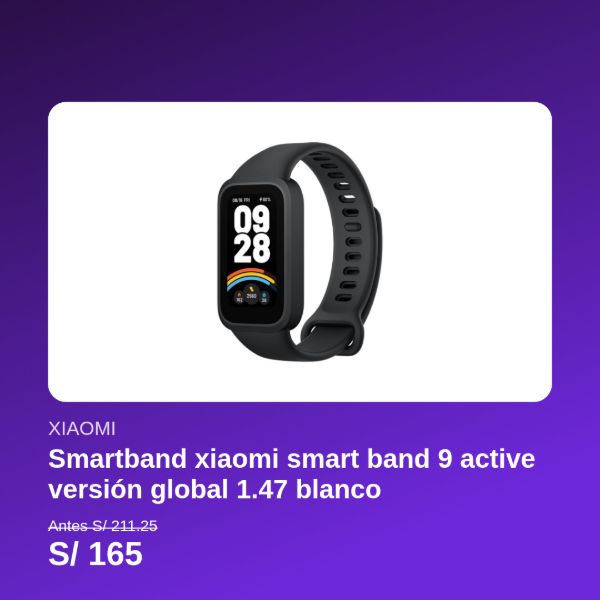 09
28
XIAOMI
Smartband xiaomi smart band 9 active
versión global 1.47 blanco
Antes S/ 211.25
S/ 165